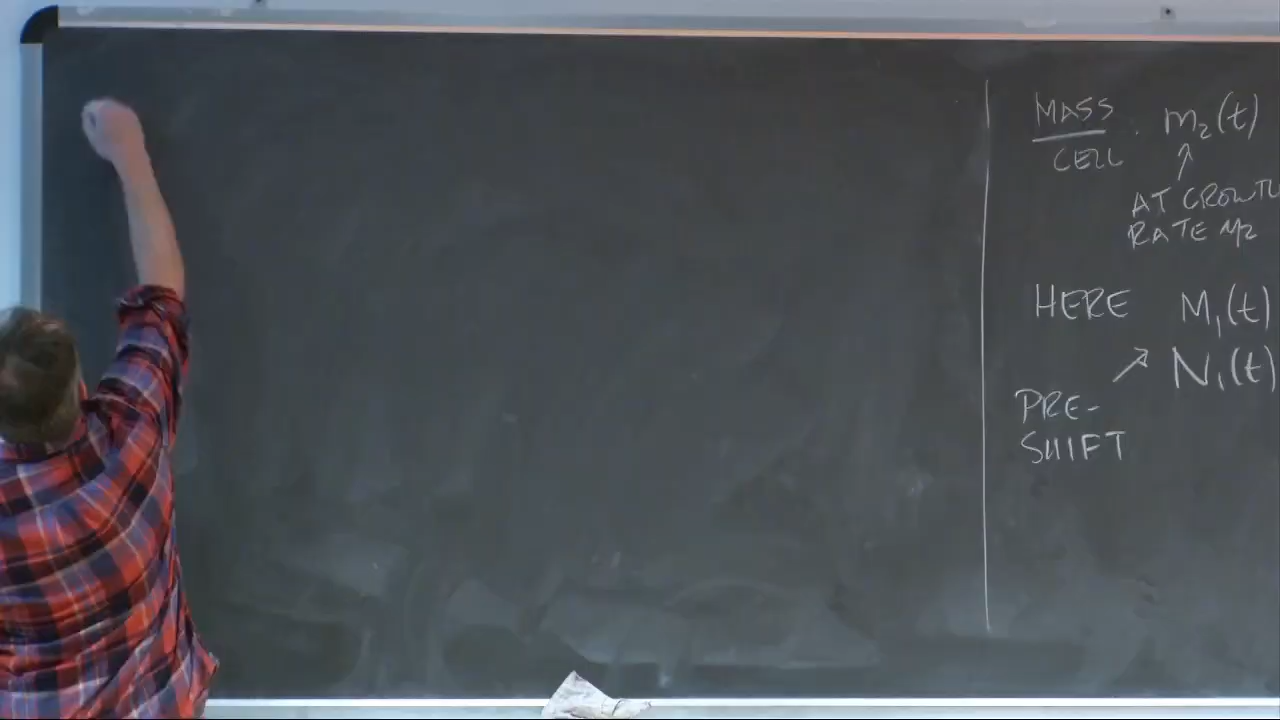 MASS
CELL
m₂(t)
↑
AT GROWTH
RATE μ₂
HERE M₁(t)
↗ N₁(t)
PRE-
SHIFT